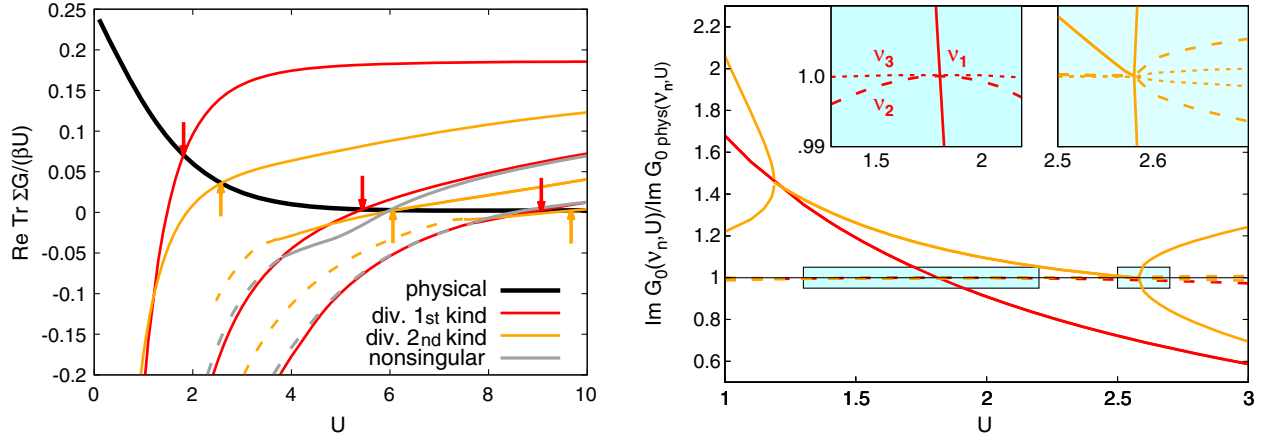 Re Tr ΣG/(βU)
0.25
0.2
0.15
0.1
0.05
0
-0.05
-0.1
-0.15
-0.2
physical
div. 1st kind
div. 2nd kind
nonsingular
0 2 4 6 8 10
U
Im G0(νn,U)/Im G0 phys(νn,U)
2.2
2
1.8
1.6
1.4
1.2
1
0.8
0.6
1.0
.99
ν3
ν1
ν2
1.5 2
2.5 2.6
1 1.5 2 2.5 3
U